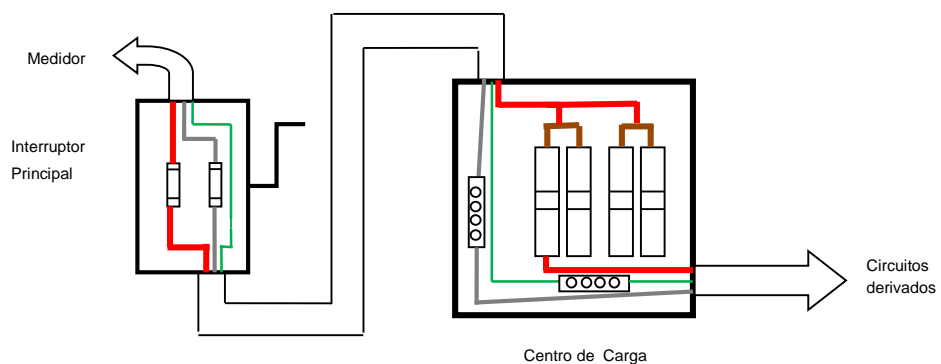 Medidor
Interruptor
Principal
Circuitos
derivados
Centro de Carga